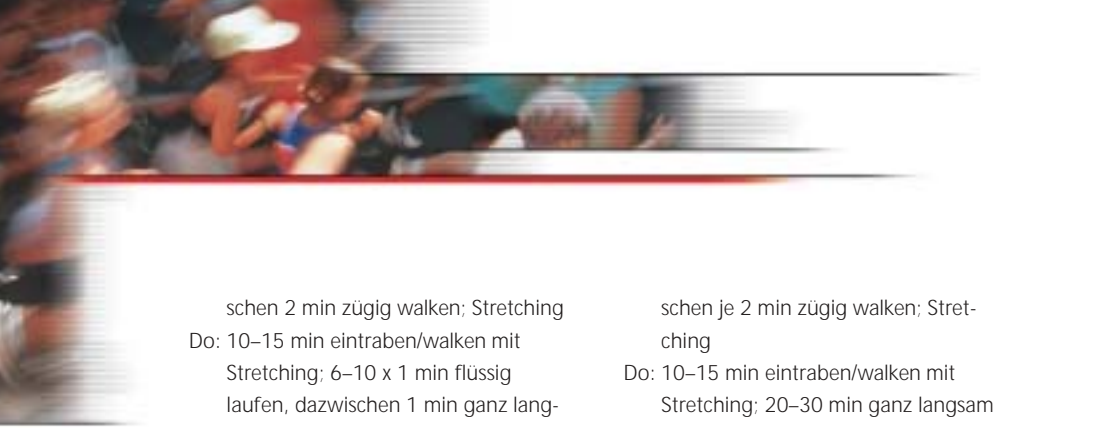 schen 2 min zügig walken; Stretching
Do: 10–15 min eintraben/walken mit
Stretching; 6–10 x 1 min flüssig
laufen, dazwischen 1 min ganz lang-
schen je 2 min zügig walken; Stret-
ching
Do: 10–15 min eintraben/walken mit
Stretching; 20–30 min ganz langsam